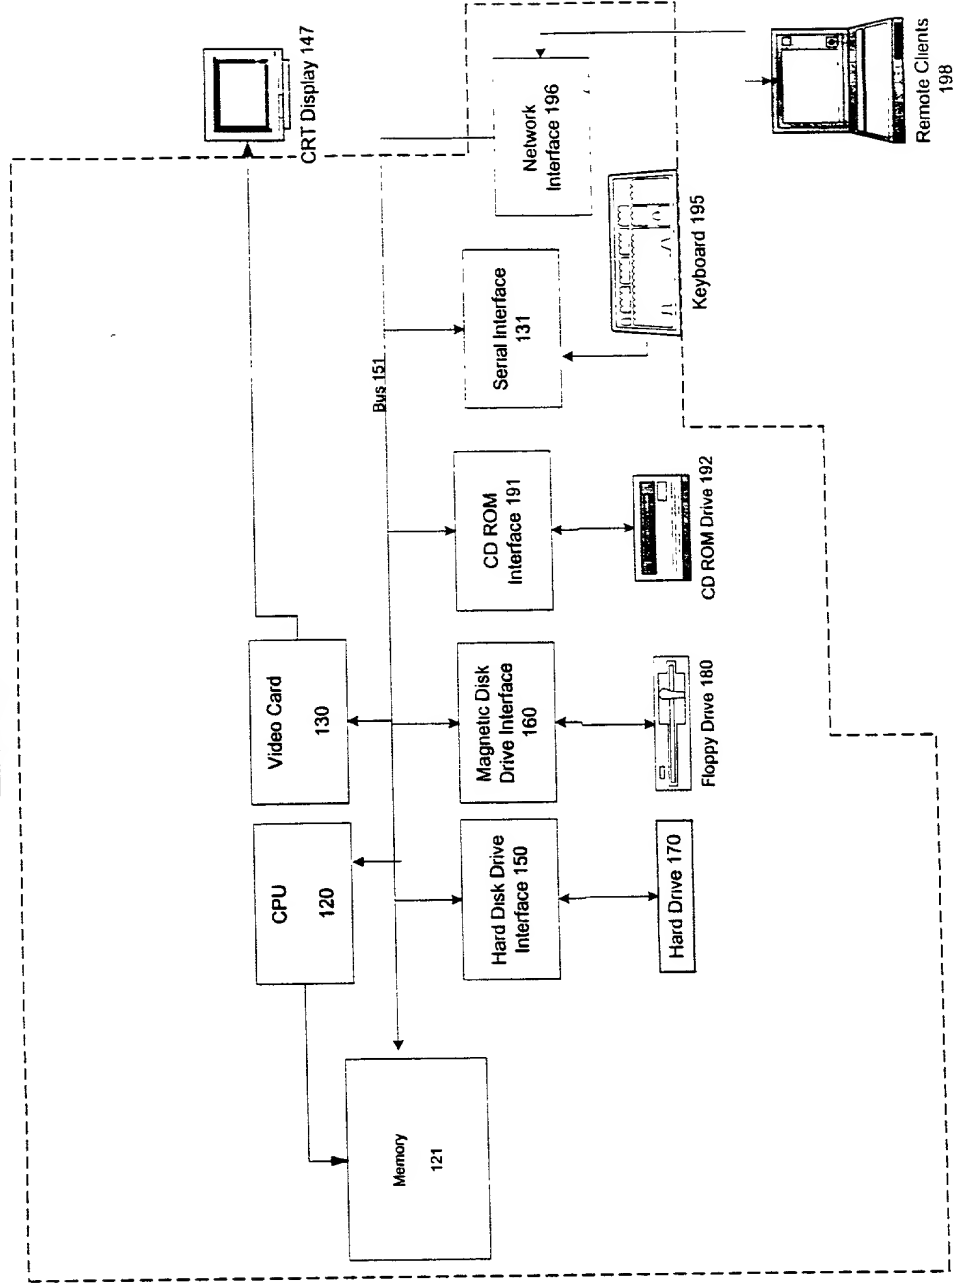 Memory
121
CPU
120
Video Card
130
CRT Display 147
Bus 151
Hard Disk Drive
Interface 150
Magnetic Disk
Drive Interface
160
CD ROM
Interface 191
Serial Interface
131
Network
Interface 196
Hard Drive 170
Floppy Drive 180
CD ROM Drive 192
Keyboard 195
Remote Clients
198